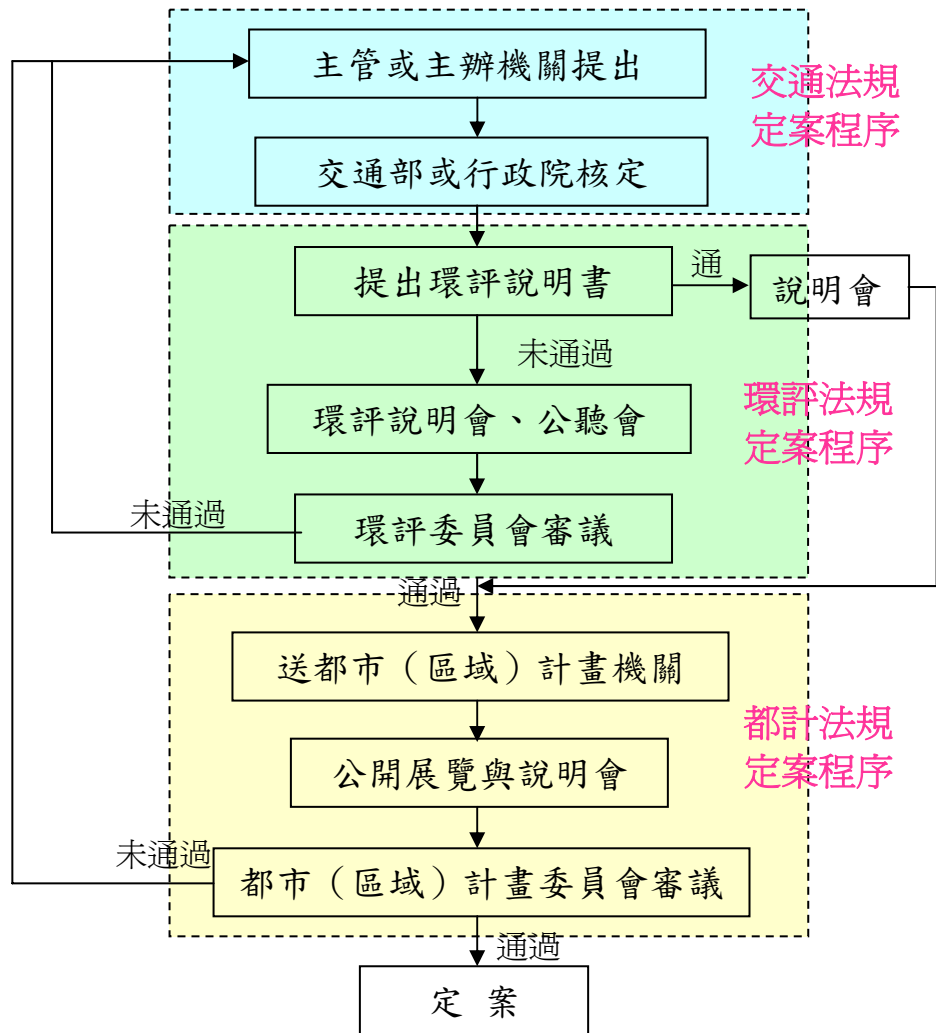 主管或主辦機關提出
交通法規
定案程序
交通部或行政院核定
提出環評說明書
通
說明會
未通過
環評說明會、公聽會
環評法規
定案程序
未通過
環評委員會審議
通過
送都市（區域）計畫機關
都計法規
定案程序
公開展覽與說明會
未通過
都市（區域）計畫委員會審議
通過
定 案